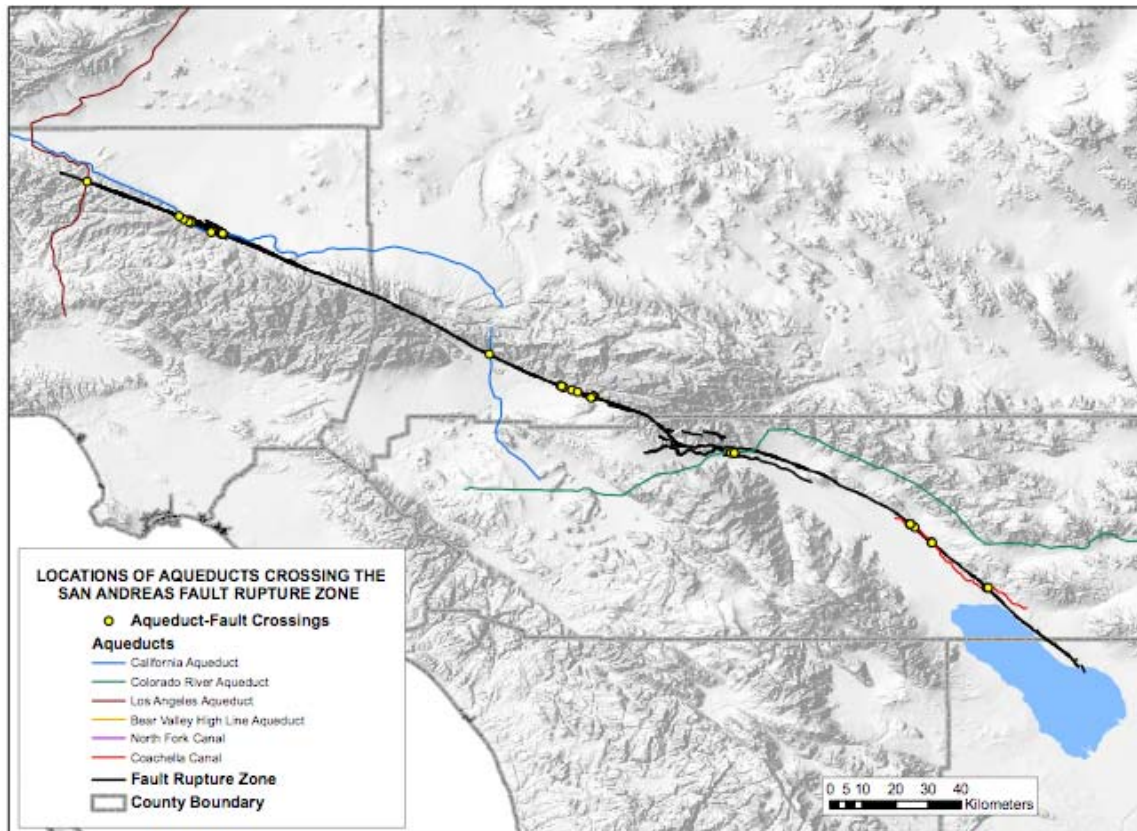 LOCATIONS OF AQUEDUCTS CROSSING THE
SAN ANDREAS FAULT RUPTURE ZONE
Aqueduct-Fault Crossings
Aqueducts
California Aqueduct
Colorado River Aqueduct
Los Angeles Aqueduct
Bear Valley High Line Aqueduct
North Fork Canal
Coachella Canal
Fault Rupture Zone
County Boundary
0 5 10 20 30 40
Kilometers